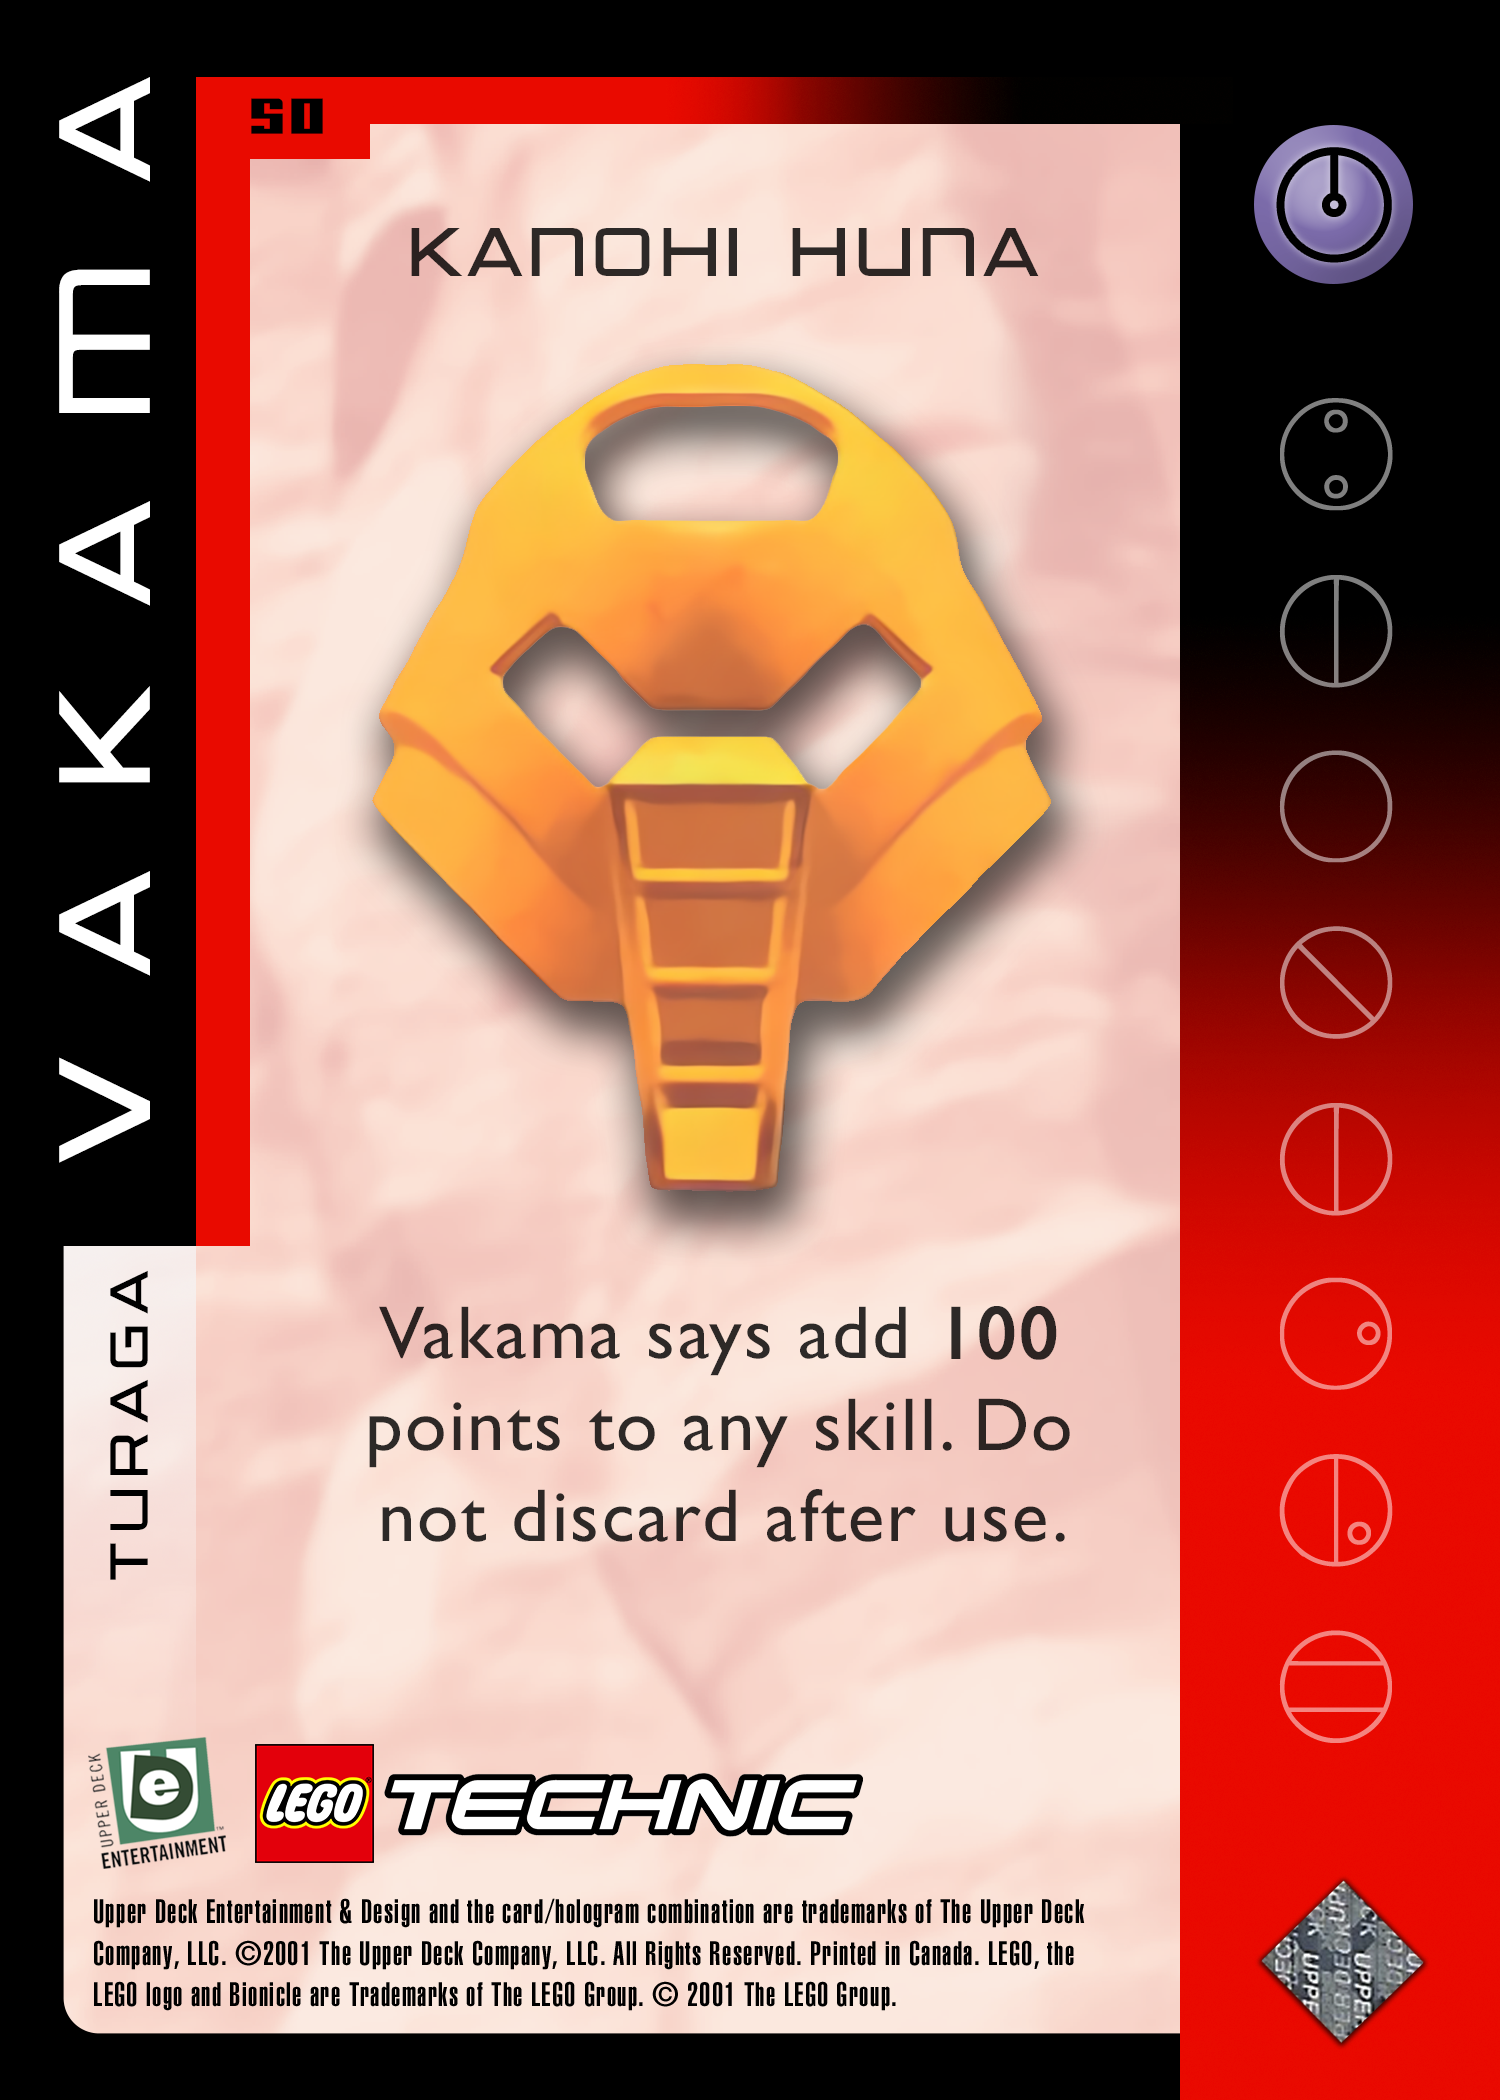 VAKAMA
TURAGA
50
KANOHI HUNA
Vakama says add 100
points to any skill. Do
not discard after use.
UPPER DECK
UDe
ENTERTAINMENT™
LEGO TECHNIC
Upper Deck Entertainment & Design and the card/hologram combination are trademarks of The Upper Deck
Company, LLC. ©2001 The Upper Deck Company, LLC. All Rights Reserved. Printed in Canada. LEGO, the
LEGO logo and Bionicle are Trademarks of The LEGO Group. © 2001 The LEGO Group.